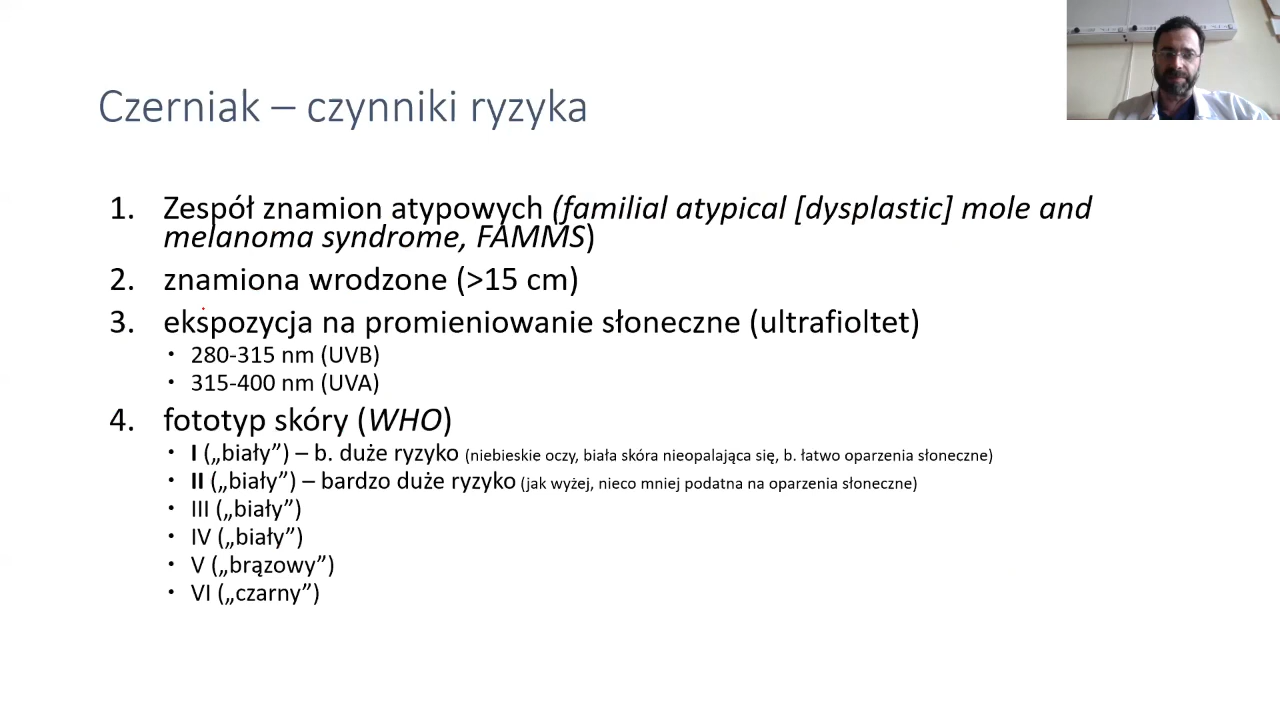 Czerniak – czynniki ryzyka
1. Zespół znamion atypowych (familial atypical [dysplastic] mole and
melanoma syndrome, FAMMS)
2. znamiona wrodzone (>15 cm)
3. ekspozycja na promieniowanie słoneczne (ultrafioltet)
• 280-315 nm (UVB)
• 315-400 nm (UVA)
4. fototyp skóry (WHO)
• I („biały”) – b. duże ryzyko (niebieskie oczy, biała skóra nieopalająca się, b. łatwo oparzenia słoneczne)
• II („biały”) – bardzo duże ryzyko (jak wyżej, nieco mniej podatna na oparzenia słoneczne)
• III („biały”)
• IV („biały”)
• V („brązowy”)
• VI („czarny”)